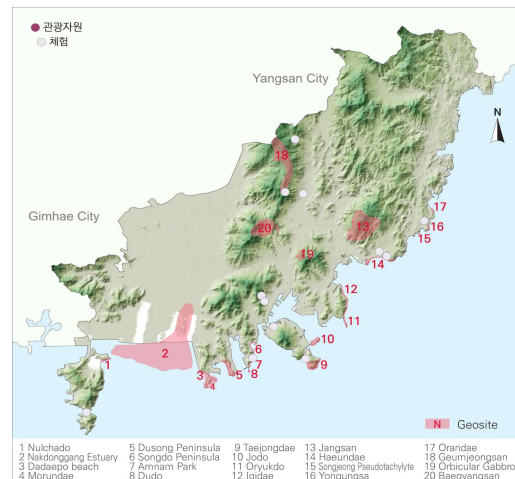 관광자원
체험
Yangsan City
N
Gimhae City
18
17
20
13
16
15
19
14
12
11
10
6
1
2
7
9
3
5
8
4
N Geosite
1 Nulchado 5 Dusong Peninsula 9 Taejongdae 13 Jangsan 17 Orandae
2 Nakdonggang Estuary 6 Songdo Peninsula 10 Jodo 14 Haeundae 18 Geumjeongsan
3 Dadaepo beach 7 Amnam Park 11 Oryukdo 15 Songjeong Pseudotachylyte 19 Orbicular Gabbro
4 Morundae 8 Dudo 12 Igidae 16 Yongungsa 20 Baegyangsan